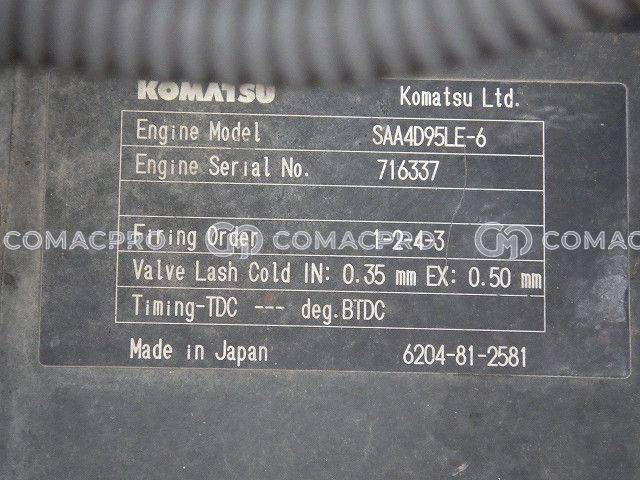 KOMATSU Komatsu Ltd.
Engine Model SAA4D95LE-6
Engine Serial No. 716337
Firing Order 1-2-4-3
COMACPRO COMACPRO COMACPRO
Valve Lash Cold IN: 0.35 mm EX: 0.50 mm
Timing-TDC --- deg.BTDC
Made in Japan 6204-81-2581